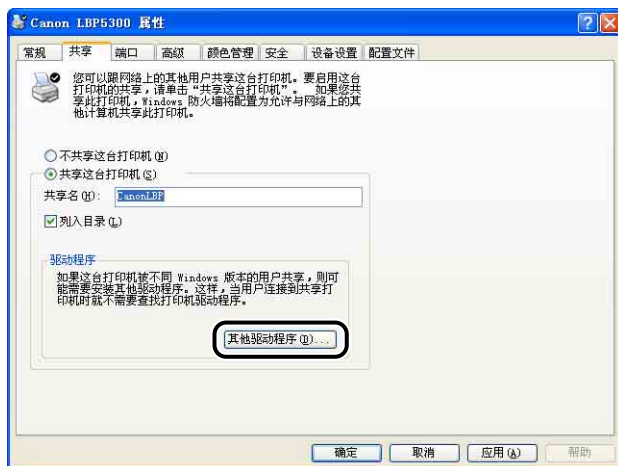 Canon LBP5300 属性
常规 共享 端口 高级 颜色管理 安全 设备设置 配置文件
您可以跟网络上的其他用户共享这台打印机。要启用这台
打印机的共享，请单击“共享这台打印机”。 如果您共
享此打印机，Windows 防火墙将配置为允许与网络上的其
他计算机共享此打印机。
不共享这台打印机(N)
共享这台打印机(S)
共享名(H): CanonLBP
列入目录(L)
驱动程序
如果这台打印机被不同 Windows 版本的用户共享，则可
能需要安装其他驱动程序。这样，当用户连接到共享打
印机时就不需要查找打印机驱动程序。
其他驱动程序(D)...
确定 取消 应用(A) 帮助